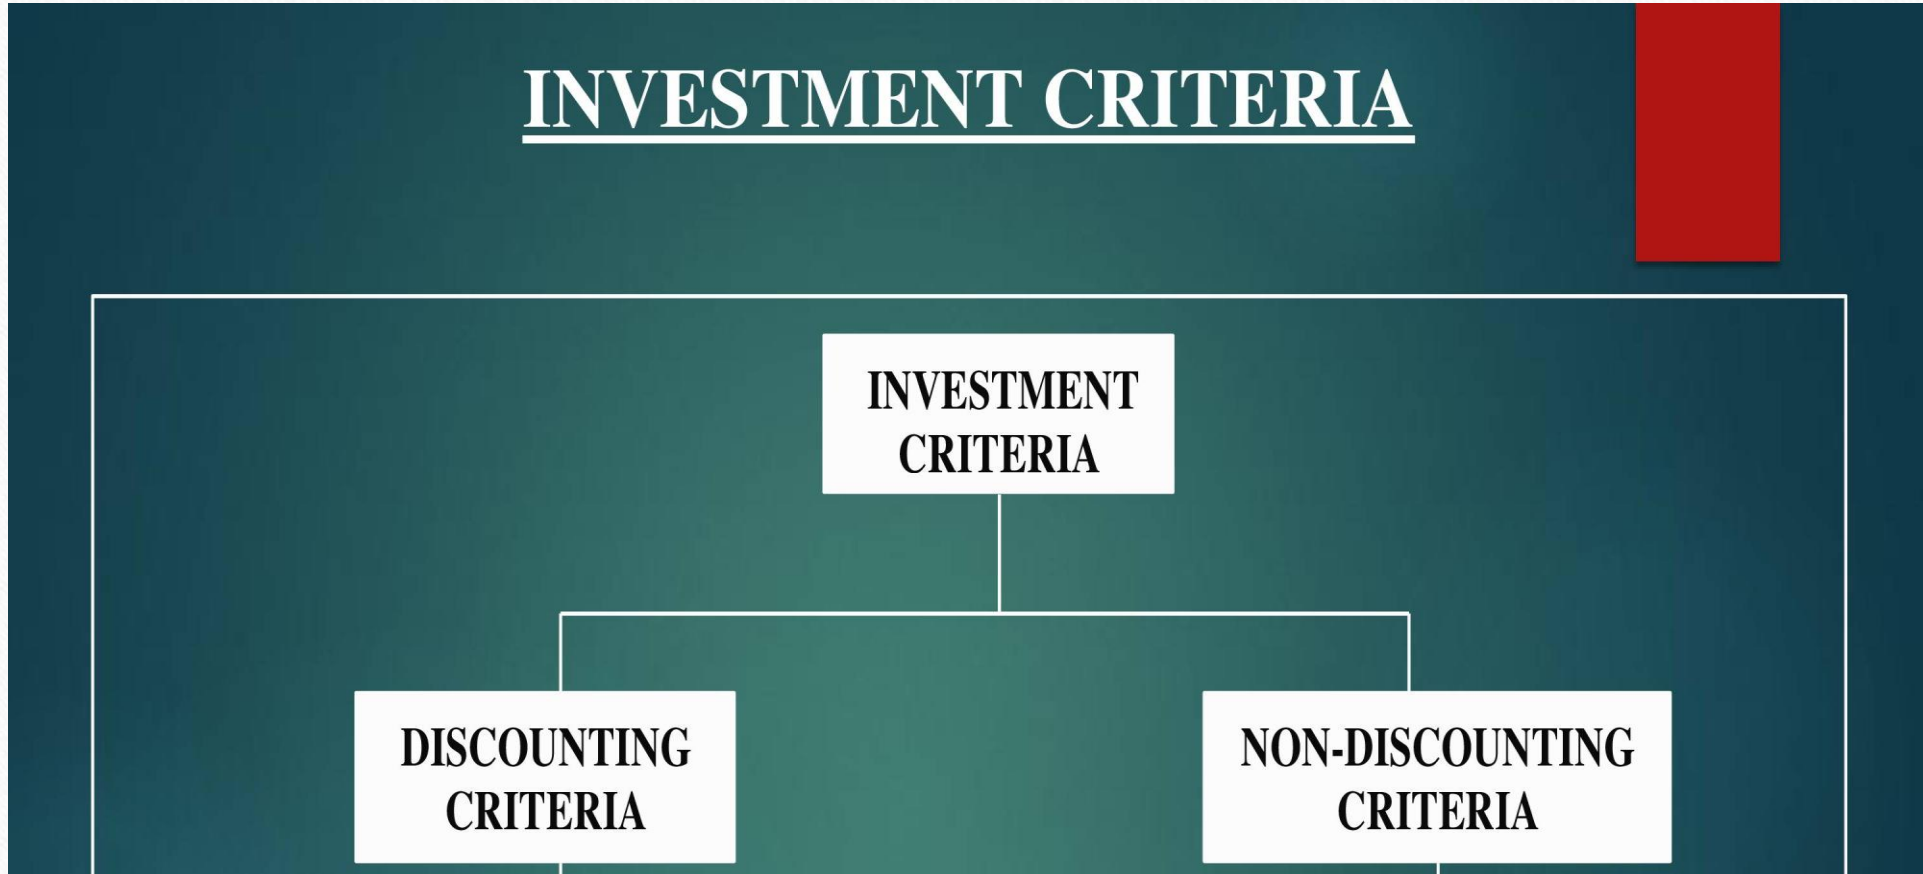 INVESTMENT CRITERIA
INVESTMENT
CRITERIA
DISCOUNTING
CRITERIA
NON-DISCOUNTING
CRITERIA